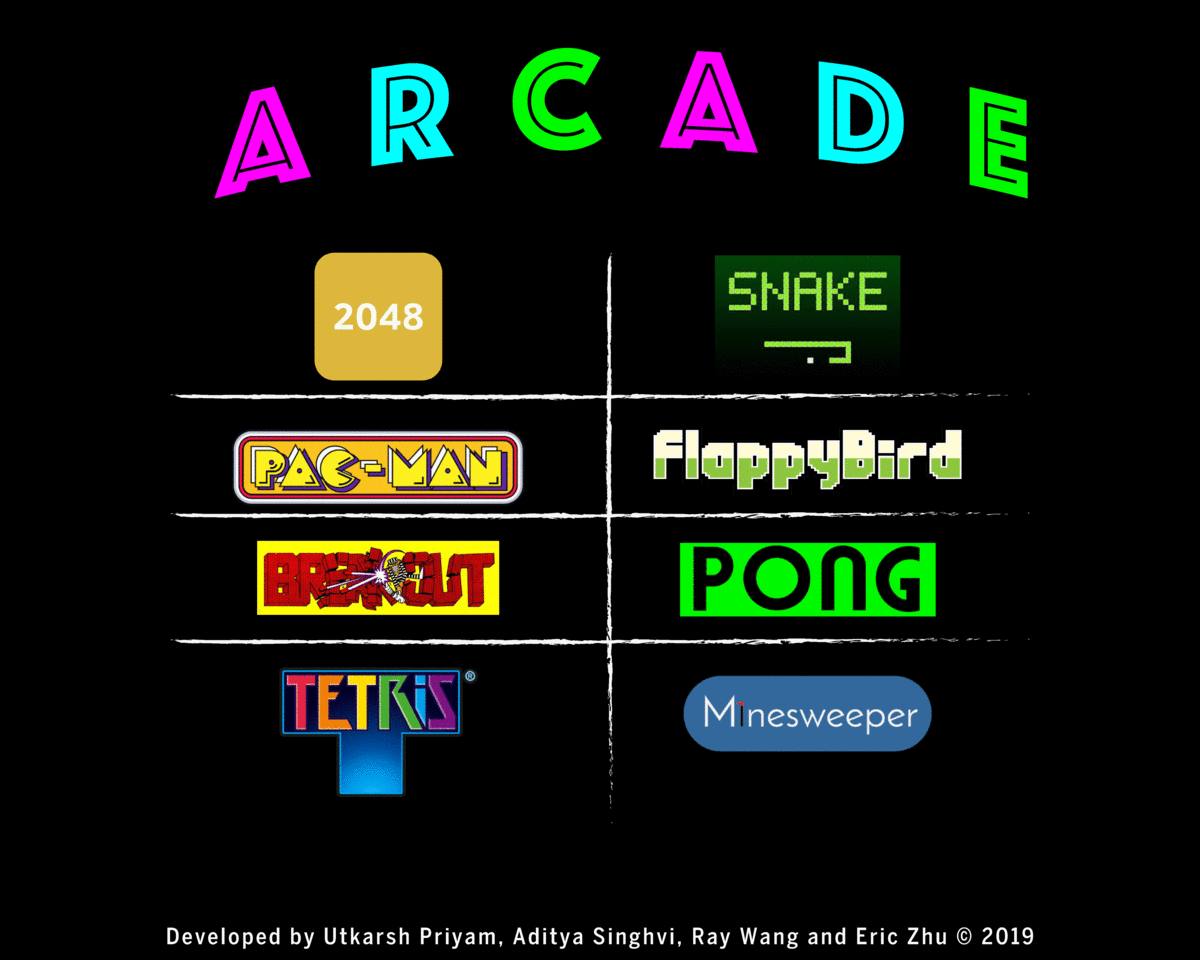 ARCADE
2048
SNAKE
PAC-MAN
FlappyBird
BREAKOUT
PONG
TETRiS®
Minesweeper
Developed by Utkarsh Priyam, Aditya Singhvi, Ray Wang and Eric Zhu © 2019